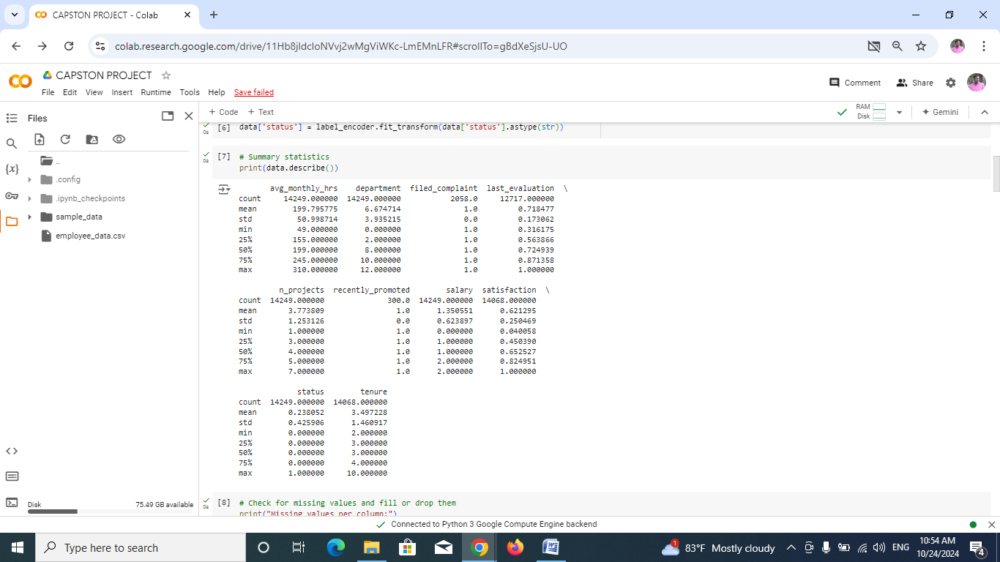 CAPSTON PROJECT - Colab
colab.research.google.com/drive/11Hb8jIdcIoNVvj2wMgViWKc-LmEMnLFR#scrollTo=gBdXeSjsU-UO
CAPSTON PROJECT
File Edit View Insert Runtime Tools Help Save failed
Comment Share
Files
+ Code + Text
RAM
Disk
Gemini
..
.config
.ipynb_checkpoints
sample_data
employee_data.csv
Disk 75.49 GB available
0s [6] data['status'] = label_encoder.fit_transform(data['status'].astype(str))
0s [7] # Summary statistics
print(data.describe())
avg_monthly_hrs department filed_complaint last_evaluation \
count 14249.000000 14249.000000 2058.0 12717.000000
mean 199.795775 6.674714 1.0 0.718477
std 50.998714 3.935215 0.0 0.173062
min 49.000000 0.000000 1.0 0.316175
25% 155.000000 2.000000 1.0 0.563866
50% 199.000000 8.000000 1.0 0.724939
75% 245.000000 10.000000 1.0 0.871358
max 310.000000 12.000000 1.0 1.000000
n_projects recently_promoted salary satisfaction \
count 14249.000000 300.0 14249.000000 14068.000000
mean 3.773809 1.0 1.350551 0.621295
std 1.253126 0.0 0.623897 0.250469
min 1.000000 1.0 0.000000 0.040058
25% 3.000000 1.0 1.000000 0.450390
50% 4.000000 1.0 1.000000 0.652527
75% 5.000000 1.0 2.000000 0.824951
max 7.000000 1.0 2.000000 1.000000
status tenure
count 14249.000000 14068.000000
mean 0.238052 3.497228
std 0.425906 1.460917
min 0.000000 2.000000
25% 0.000000 3.000000
50% 0.000000 3.000000
75% 0.000000 4.000000
max 1.000000 10.000000
0s [8] # Check for missing values and fill or drop them
print("Missing values per column:")
Connected to Python 3 Google Compute Engine backend
Type here to search
1 83°F Mostly cloudy ENG 10:54 AM
10/24/2024 4